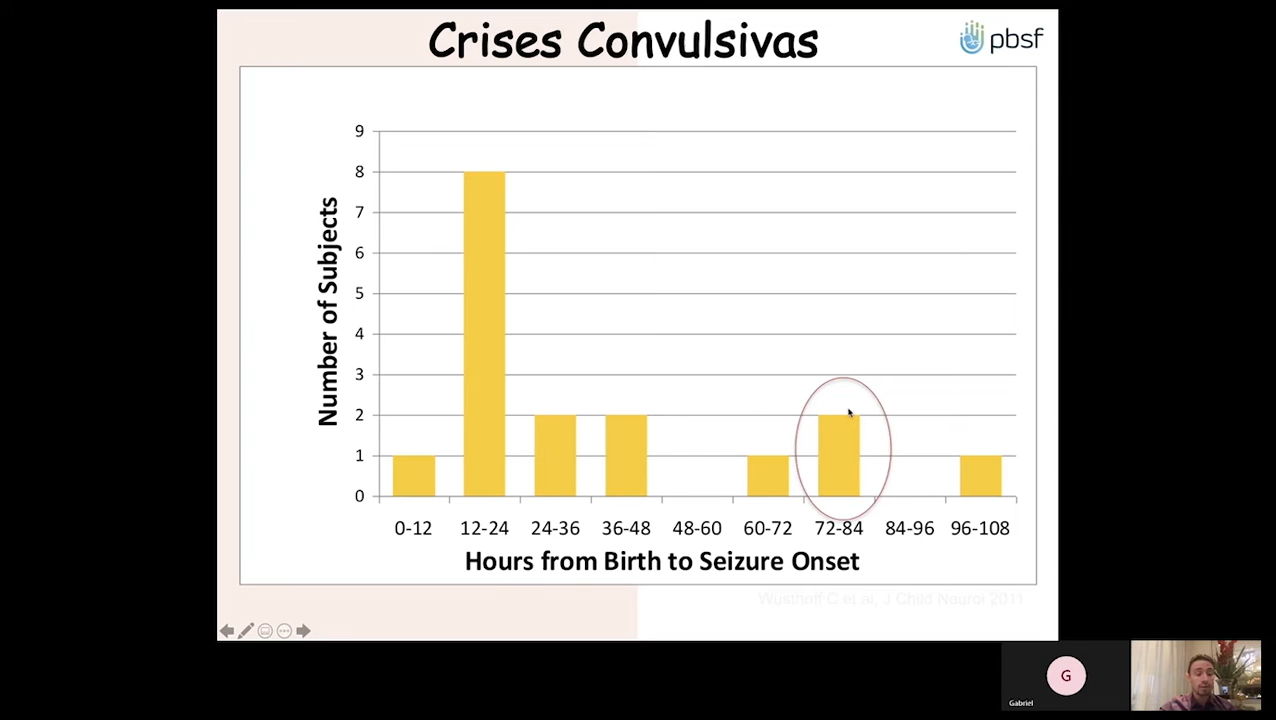 Crises Convulsivas
pbsf
9
8
7
6
5
4
3
2
1
0
Number of Subjects
0-12 12-24 24-36 36-48 48-60 60-72 72-84 84-96 96-108
Hours from Birth to Seizure Onset
Wusthoff C et al, J Child Neurol 2011
G
Gabriel